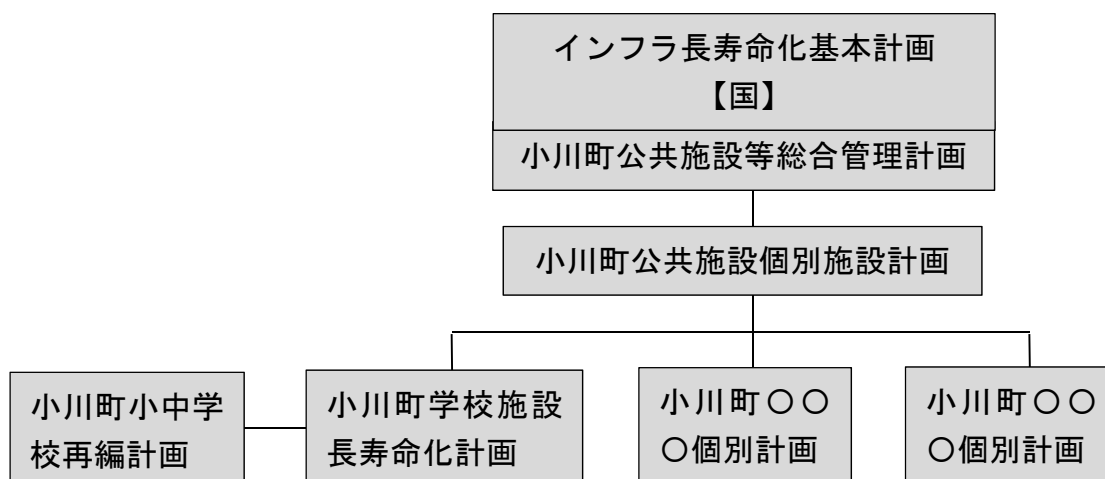 インフラ長寿命化基本計画
【国】
小川町公共施設等総合管理計画
小川町公共施設個別施設計画
小川町小中学
校再編計画
小川町学校施設
長寿命化計画
小川町〇〇
〇個別計画
小川町〇〇
〇個別計画